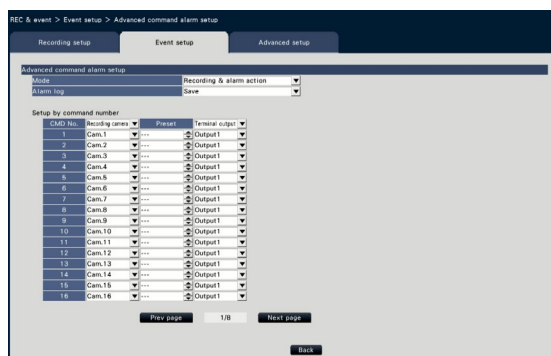 REC & event > Event setup > Advanced command alarm setup
Recording setup Event setup Advanced setup
Advanced command alarm setup
Mode Recording & alarm action
Alarm log Save
Setup by command number
CMD No. Recording camera Preset Terminal output
1 Cam.1 --- Output1
2 Cam.2 --- Output1
3 Cam.3 --- Output1
4 Cam.4 --- Output1
5 Cam.5 --- Output1
6 Cam.6 --- Output1
7 Cam.7 --- Output1
8 Cam.8 --- Output1
9 Cam.9 --- Output1
10 Cam.10 --- Output1
11 Cam.11 --- Output1
12 Cam.12 --- Output1
13 Cam.13 --- Output1
14 Cam.14 --- Output1
15 Cam.15 --- Output1
16 Cam.16 --- Output1
Prev page 1/8 Next page
Back